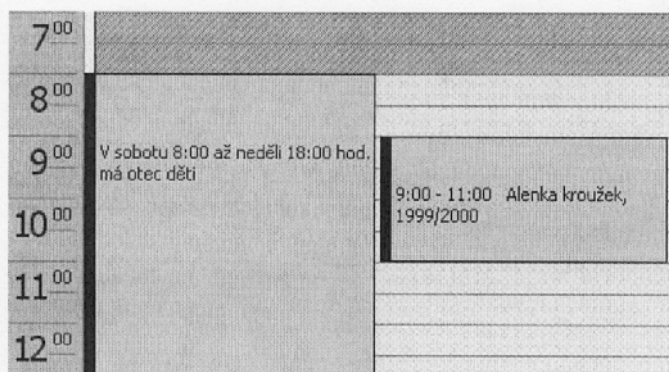 7 00
8 00
9 00
10 00
11 00
12 00
V sobotu 8:00 až neděli 18:00 hod.
má otec děti
9:00 - 11:00 Alenka kroužek,
1999/2000